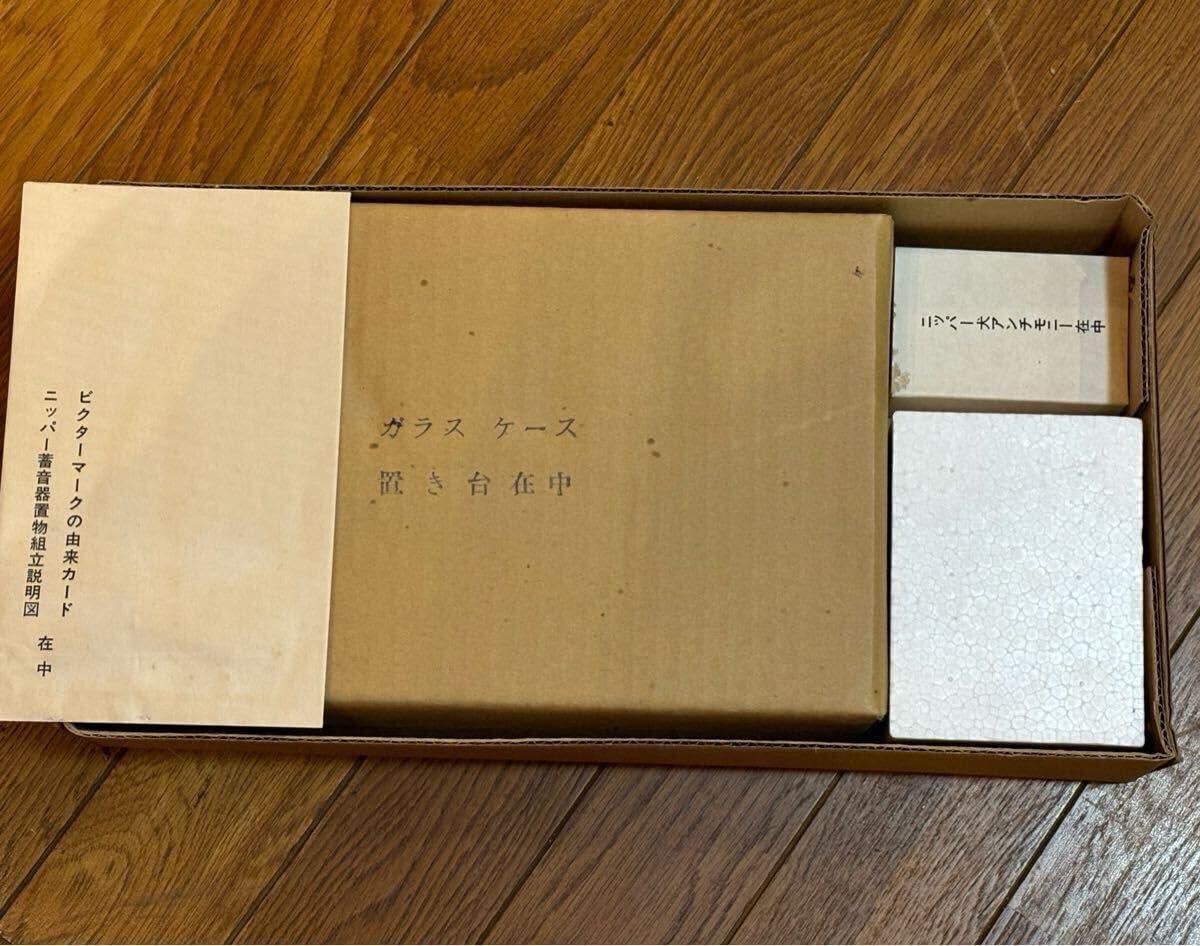 ビクターマークの由来カード
ニッパー蓄音器置物組立説明図
在中
ガラス ケース
置き台在中
ニッパー犬アンチモニー在中